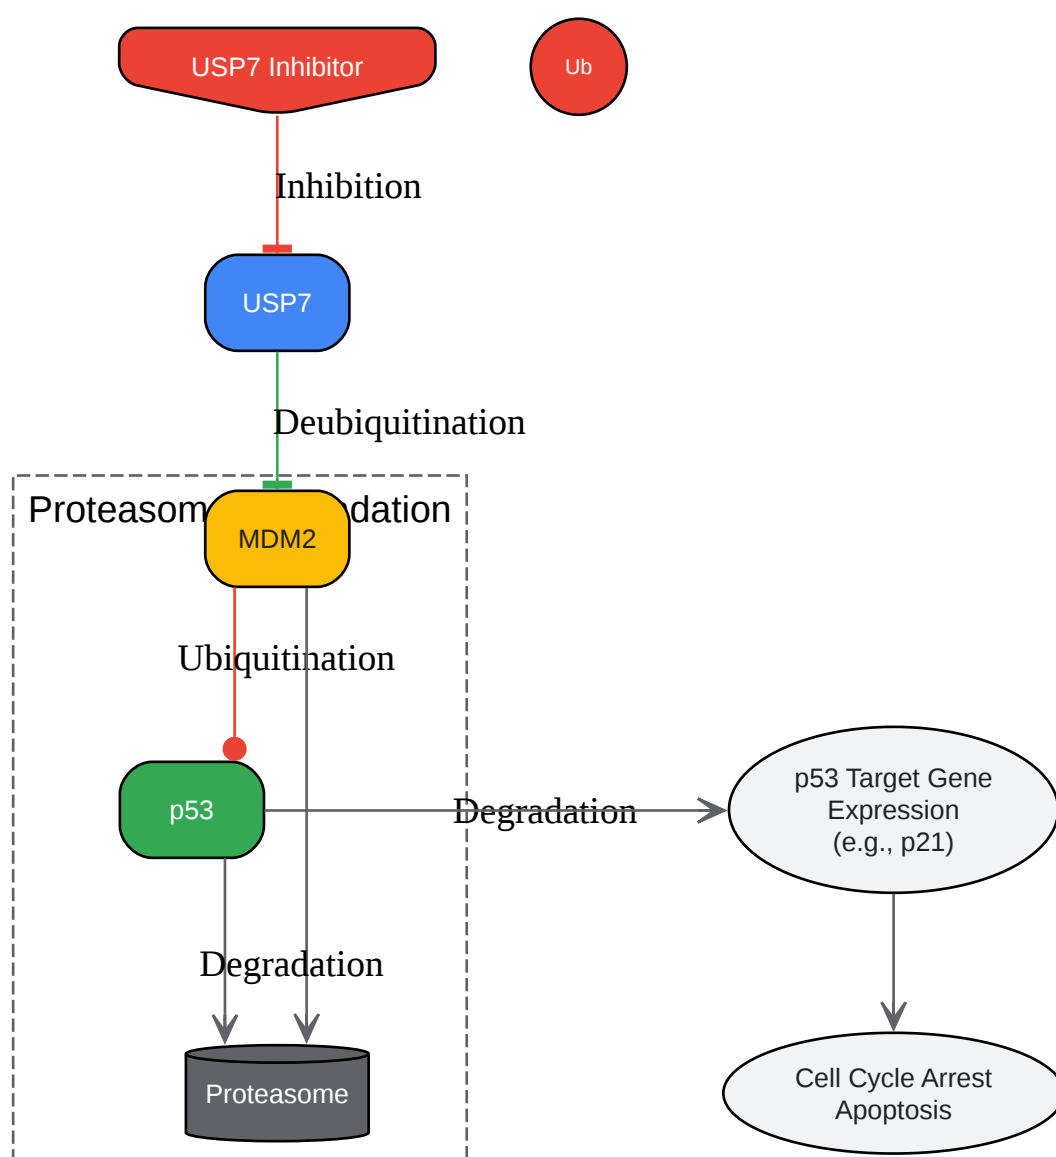 USP7 Inhibitor
Ub
Inhibition
USP7
Deubiquitination
Proteasom dation
MDM2
Ubiquitination
p53
Degradation
p53 Target Gene
Expression
(e.g., p21)
Degradation
Proteasome
Cell Cycle Arrest
Apoptosis